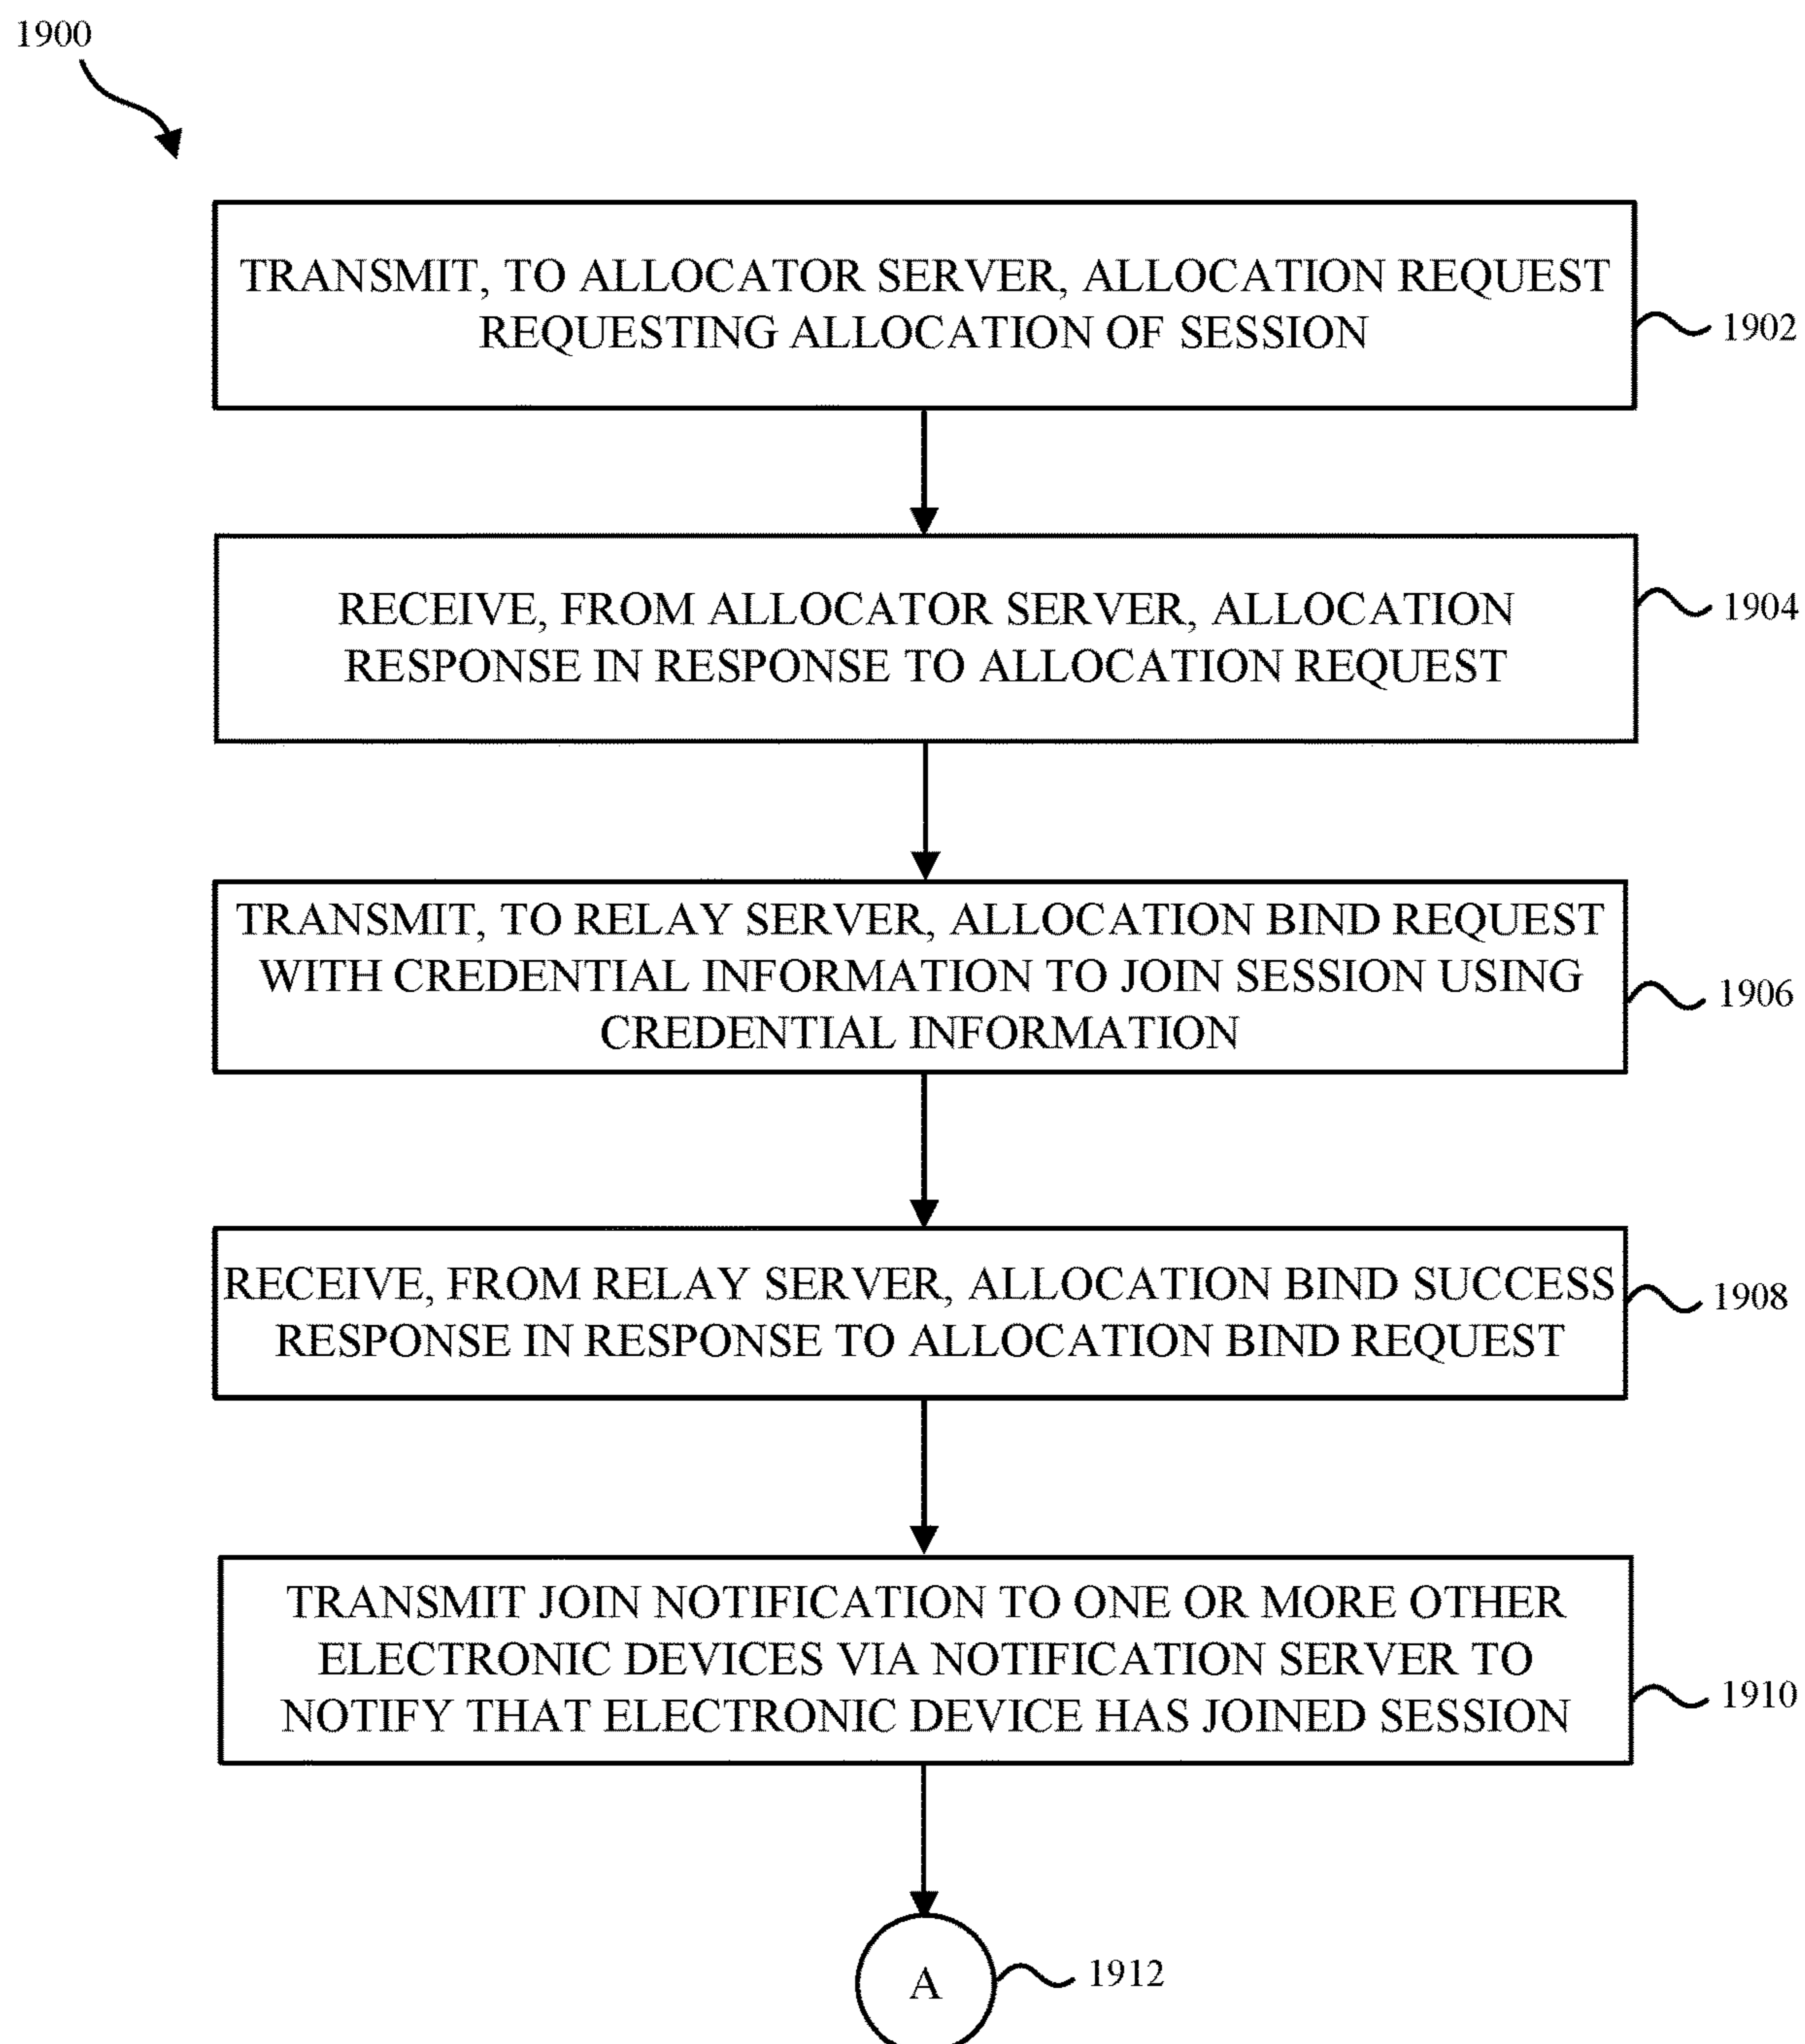 1900
TRANSMIT, TO ALLOCATOR SERVER, ALLOCATION REQUEST
REQUESTING ALLOCATION OF SESSION
1902
RECEIVE, FROM ALLOCATOR SERVER, ALLOCATION
RESPONSE IN RESPONSE TO ALLOCATION REQUEST
1904
TRANSMIT, TO RELAY SERVER, ALLOCATION BIND REQUEST
WITH CREDENTIAL INFORMATION TO JOIN SESSION USING
CREDENTIAL INFORMATION
1906
RECEIVE, FROM RELAY SERVER, ALLOCATION BIND SUCCESS
RESPONSE IN RESPONSE TO ALLOCATION BIND REQUEST
1908
TRANSMIT JOIN NOTIFICATION TO ONE OR MORE OTHER
ELECTRONIC DEVICES VIA NOTIFICATION SERVER TO
NOTIFY THAT ELECTRONIC DEVICE HAS JOINED SESSION
1910
A
1912